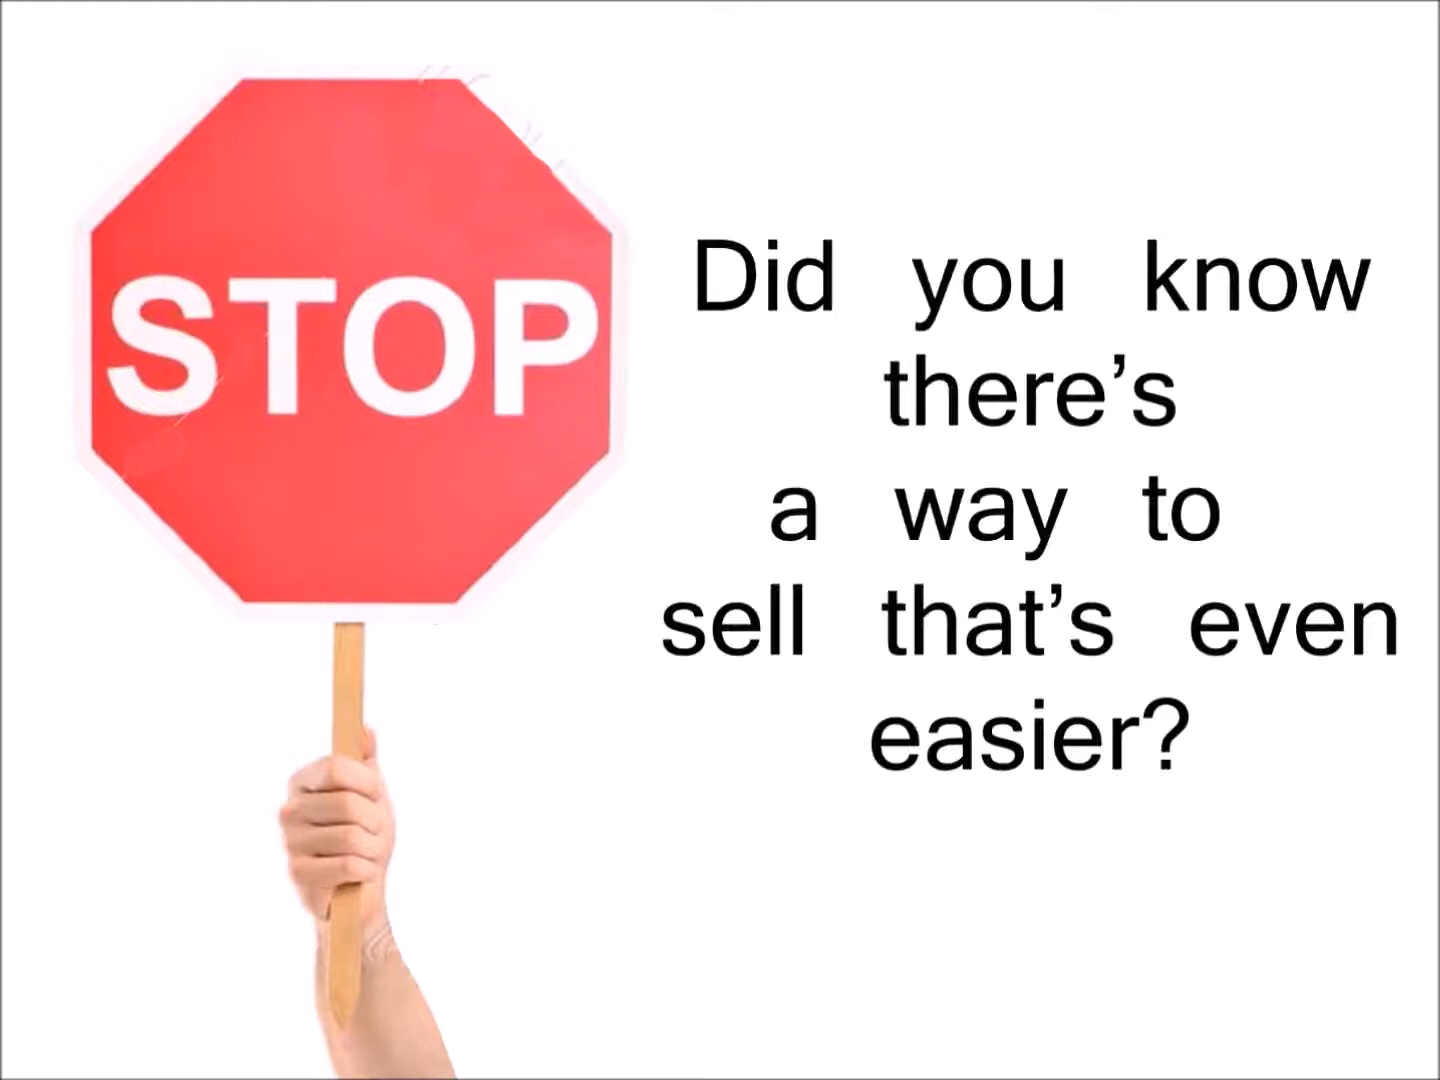 STOP
Did you know
there’s
a way to
sell that’s even
easier?